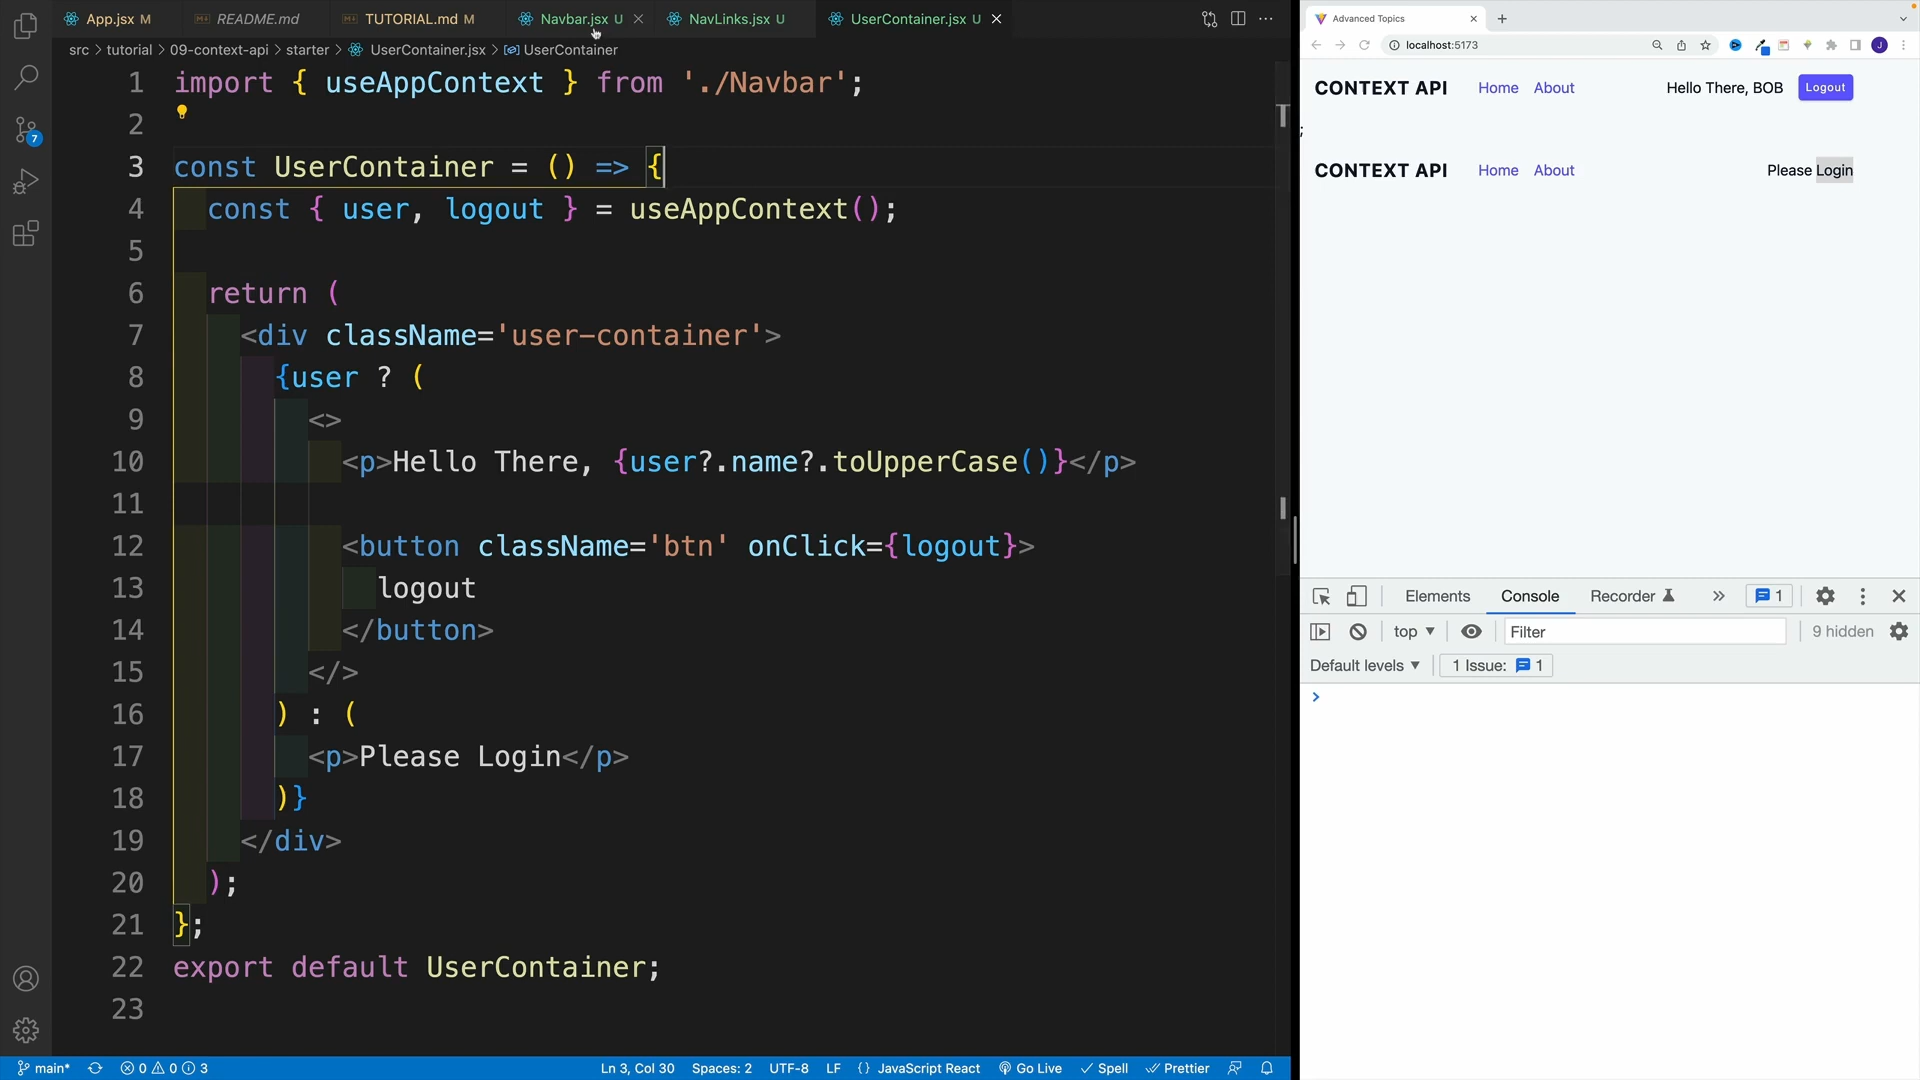 App.jsx M
README.md
TUTORIAL.md M
Navbar.jsx U
NavLinks.jsx U
UserContainer.jsx U
src > tutorial > 09-context-api > starter > UserContainer.jsx > UserContainer
1 import { useAppContext } from './Navbar';
2
3 const UserContainer = () => {
4 const { user, logout } = useAppContext();
5
6 return (
7 <div className='user-container'>
8 {user ? (
9 <>
10 <p>Hello There, {user?.name?.toUpperCase()}</p>
11
12 <button className='btn' onClick={logout}>
13 logout
14 </button>
15 </>
16 ) : (
17 <p>Please Login</p>
18 )}
19 </div>
20 );
21 };
22 export default UserContainer;
23
7
main* 0 0 3 Ln 3, Col 30 Spaces: 2 UTF-8 LF { } JavaScript React Go Live Spell Prettier
Advanced Topics
localhost:5173
J
CONTEXT API Home About Hello There, BOB Logout
;
CONTEXT API Home About Please Login
Elements Console Recorder » 1
top Filter 9 hidden
Default levels 1 Issue: 1
>